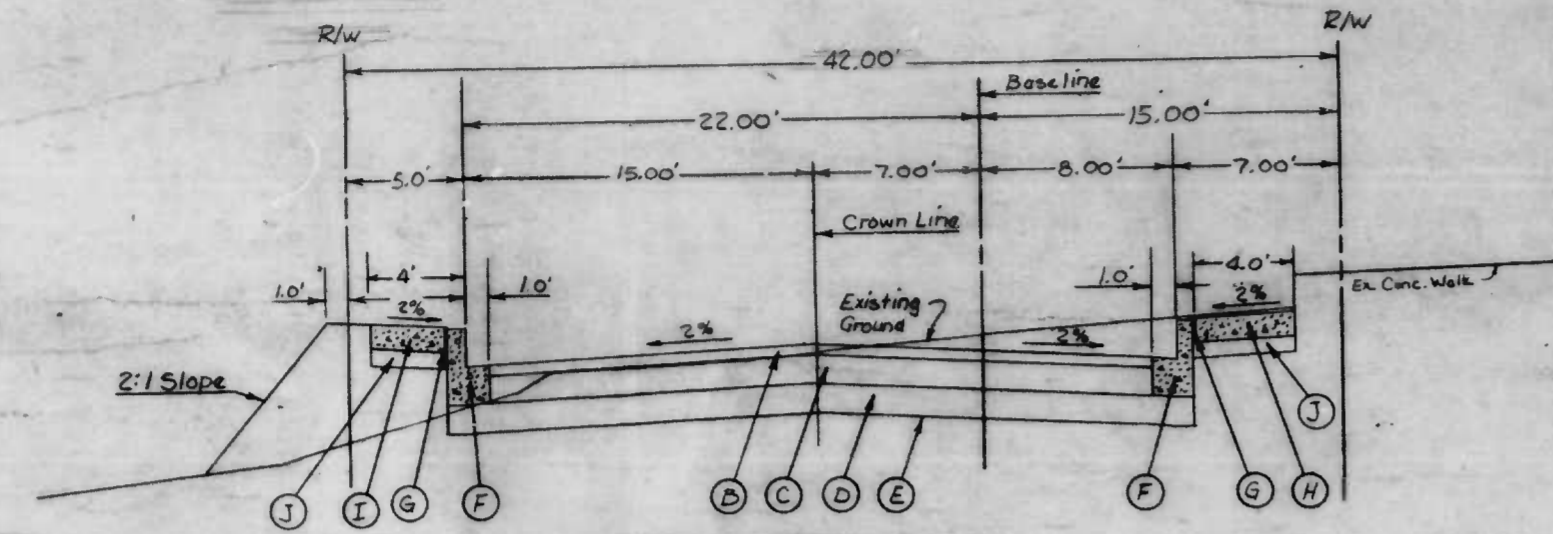 R/W
R/W
42.00'
Baseline
22.00'
15.00'
5.0'
15.00'
7.00'
8.00'
7.00'
Crown Line
4'
1.0'
1.0'
4.0'
1.0'
2%
2%
Ex. Conc. Walk
Existing
Ground
2%
2%
2:1 Slope
J
J
I
G
F
B
C
D
E
F
G
H